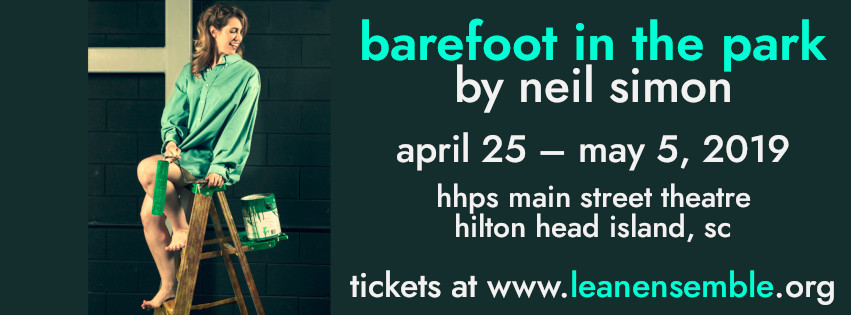 barefoot in the park
by neil simon
april 25 – may 5, 2019
hhps main street theatre
hilton head island, sc
tickets at www.leanensemble.org